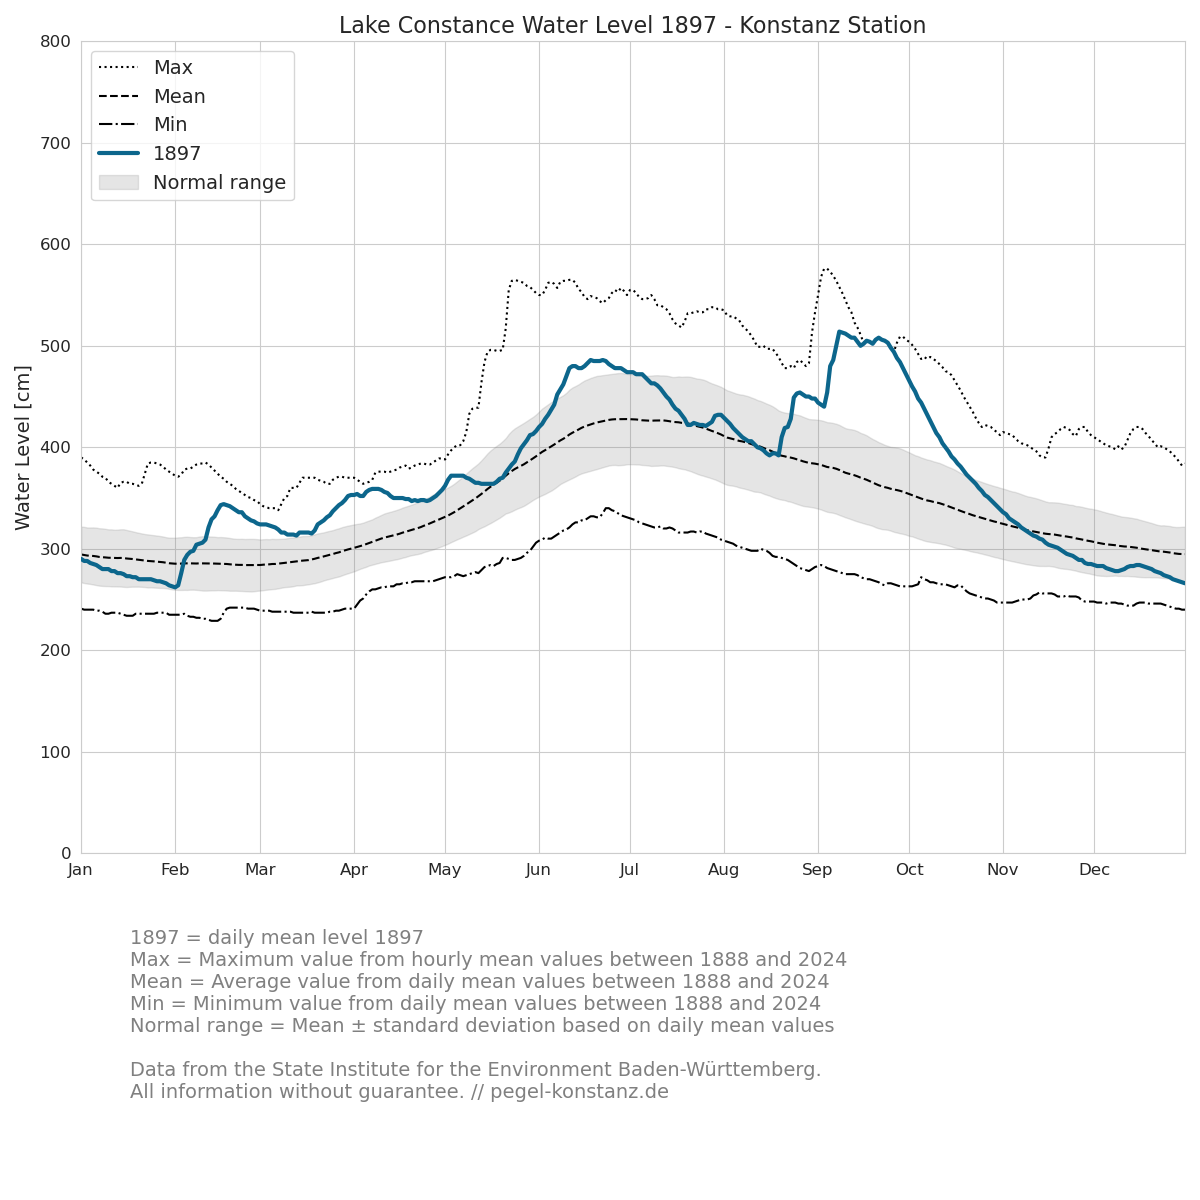 Lake Constance Water Level 1897 - Konstanz Station
800
700
600
500
400
300
200
100
0
Water Level [cm]
Max
Mean
Min
1897
Normal range
Jan Feb Mar Apr May Jun Jul Aug Sep Oct Nov Dec
1897 = daily mean level 1897
Max = Maximum value from hourly mean values between 1888 and 2024
Mean = Average value from daily mean values between 1888 and 2024
Min = Minimum value from daily mean values between 1888 and 2024
Normal range = Mean ± standard deviation based on daily mean values
Data from the State Institute for the Environment Baden-Württemberg.
All information without guarantee. // pegel-konstanz.de